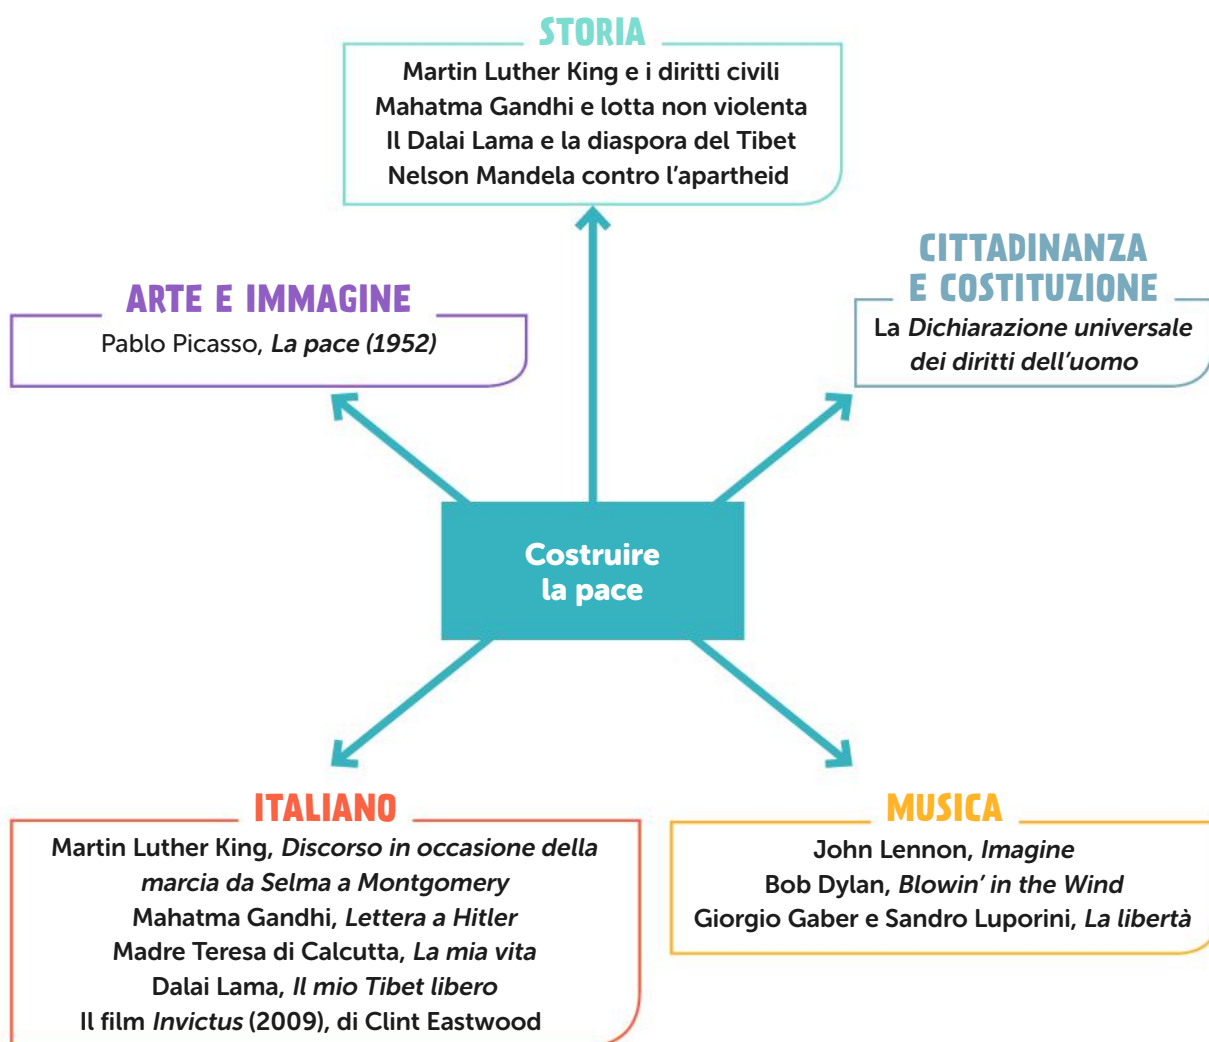 STORIA
Martin Luther King e i diritti civili
Mahatma Gandhi e lotta non violenta
Il Dalai Lama e la diaspora del Tibet
Nelson Mandela contro l'apartheid
ARTE E IMMAGINE
Pablo Picasso, La pace (1952)
CITTADINANZA
E COSTITUZIONE
La Dichiarazione universale
dei diritti dell'uomo
Costruire
la pace
ITALIANO
Martin Luther King, Discorso in occasione della
marcia da Selma a Montgomery
Mahatma Gandhi, Lettera a Hitler
Madre Teresa di Calcutta, La mia vita
Dalai Lama, Il mio Tibet libero
Il film Invictus (2009), di Clint Eastwood
MUSICA
John Lennon, Imagine
Bob Dylan, Blowin' in the Wind
Giorgio Gaber e Sandro Luporini, La libertà